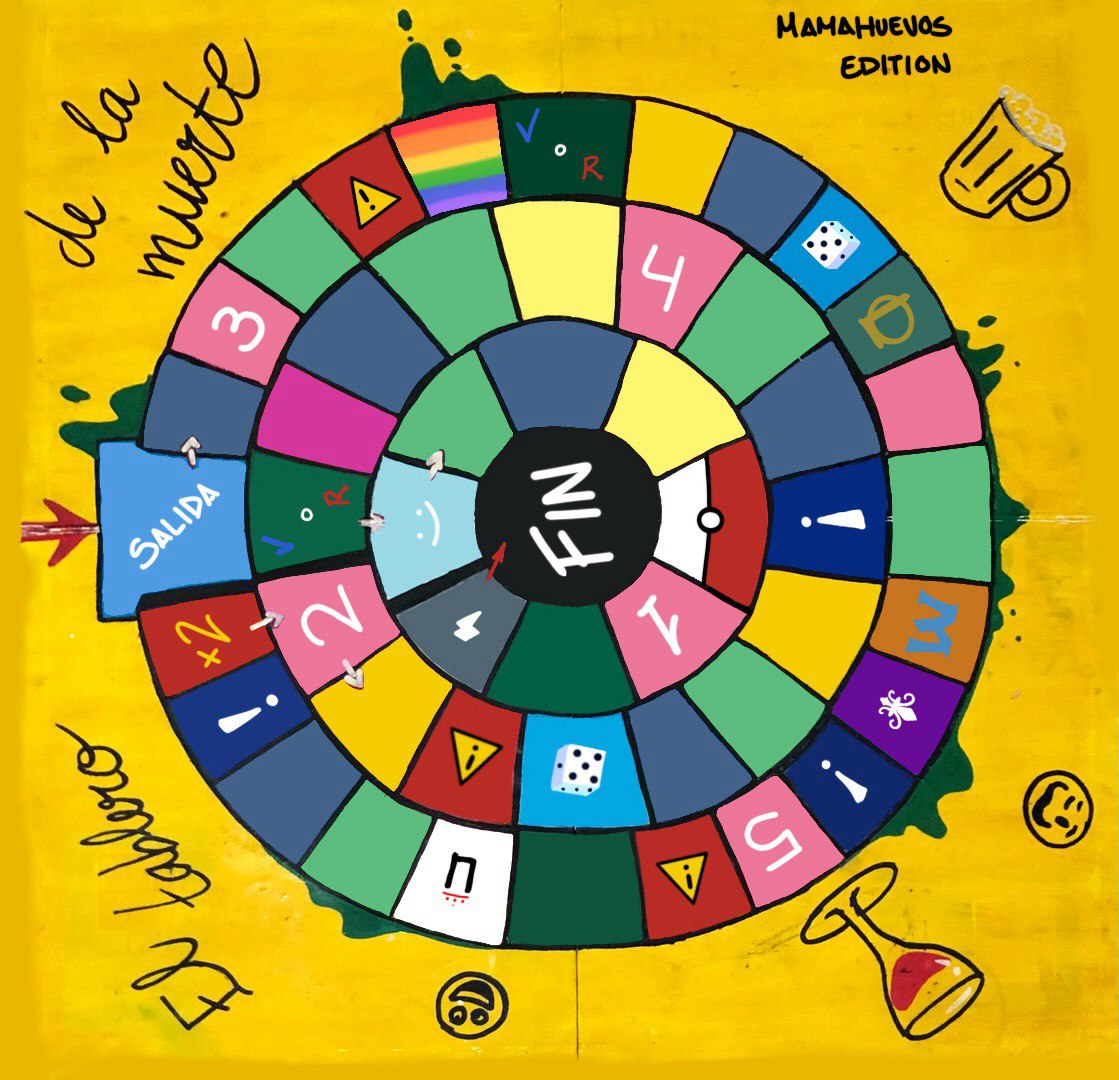 MAMAHUEVOS
EDITION
El tablero
de la
muerte
SALIDA
3
!
V o R
O
M
!
5
!
n
!
+2
2
!
4
!
V o R
:)
1
FIN